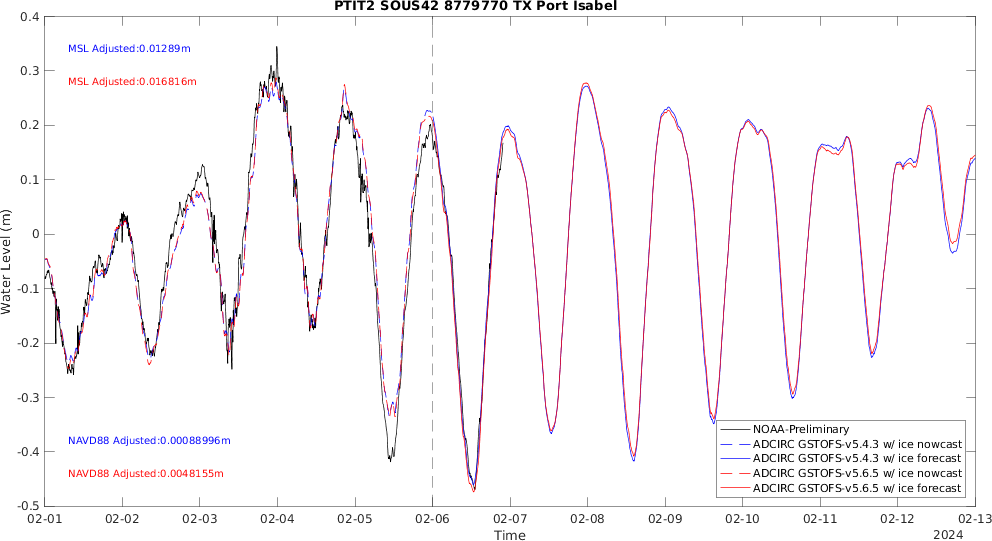 PTIT2 SOUS42 8779770 TX Port Isabel
0.4
0.3
0.2
0.1
0
-0.1
-0.2
-0.3
-0.4
-0.5
Water Level (m)
MSL Adjusted:0.01289m
MSL Adjusted:0.016816m
NAVD88 Adjusted:0.00088996m
NAVD88 Adjusted:0.0048155m
NOAA-Preliminary
ADCIRC GSTOFS-v5.4.3 w/ ice nowcast
ADCIRC GSTOFS-v5.4.3 w/ ice forecast
ADCIRC GSTOFS-v5.6.5 w/ ice nowcast
ADCIRC GSTOFS-v5.6.5 w/ ice forecast
02-01 02-02 02-03 02-04 02-05 02-06 02-07 02-08 02-09 02-10 02-11 02-12 02-13
Time
2024